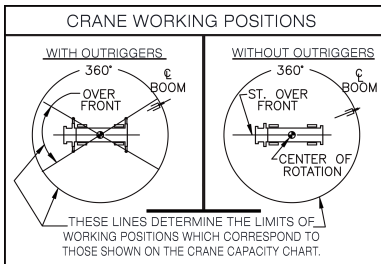 CRANE WORKING POSITIONS
WITH OUTRIGGERS
360°
℄
BOOM
OVER
FRONT
WITHOUT OUTRIGGERS
360°
℄
BOOM
ST. OVER
FRONT
CENTER OF
ROTATION
THESE LINES DETERMINE THE LIMITS OF
WORKING POSITIONS WHICH CORRESPOND TO
THOSE SHOWN ON THE CRANE CAPACITY CHART.